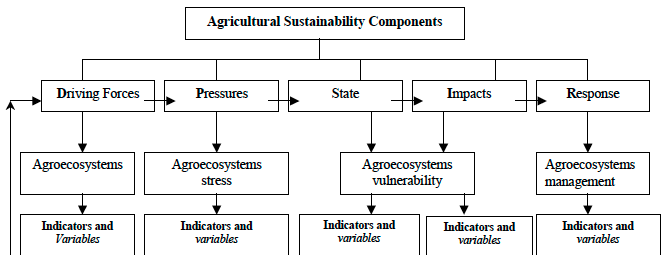 Agricultural Sustainability Components
Driving Forces
Pressures
State
Impacts
Response
Agroecosystems
Agroecosystems
stress
Agroecosystems
vulnerability
Agroecosystems
management
Indicators and
Variables
Indicators and
variables
Indicators and
variables
Indicators and
variables
Indicators and
variables